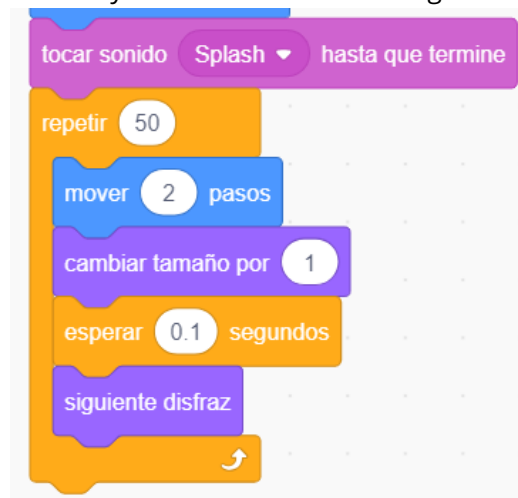 tocar sonido Splash hasta que termine
repetir 50
mover 2 pasos
cambiar tamaño por 1
esperar 0.1 segundos
siguiente disfraz